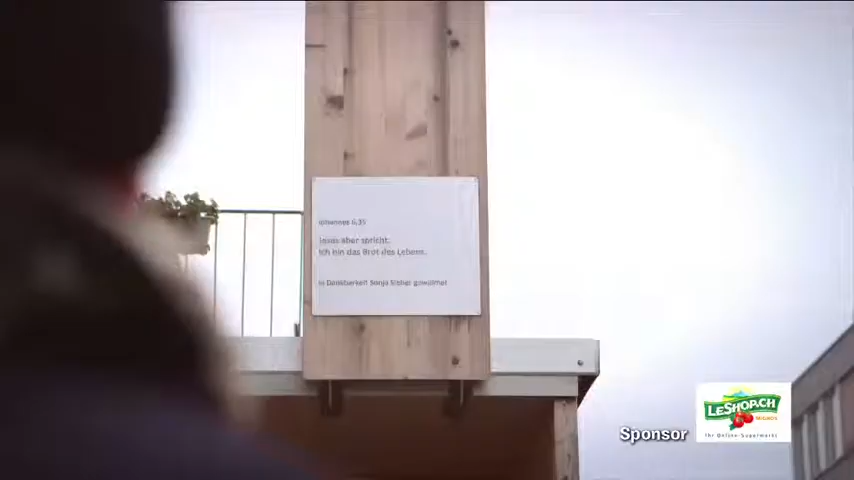 Johannes 6.35
Jesus aber spricht:
Ich bin das Brot des Lebens.
in Dankbarkeit Sonja Sieber gewidmet
Sponsor
LeShop.ch
MIGROS
Ihr Online-Supermarkt